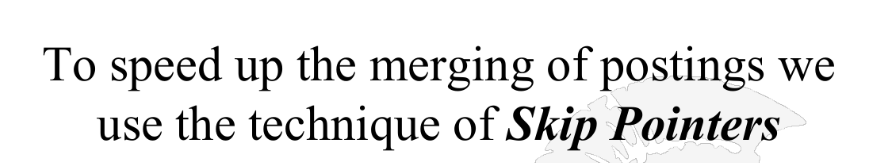 To speed up the merging of postings we
use the technique of Skip Pointers